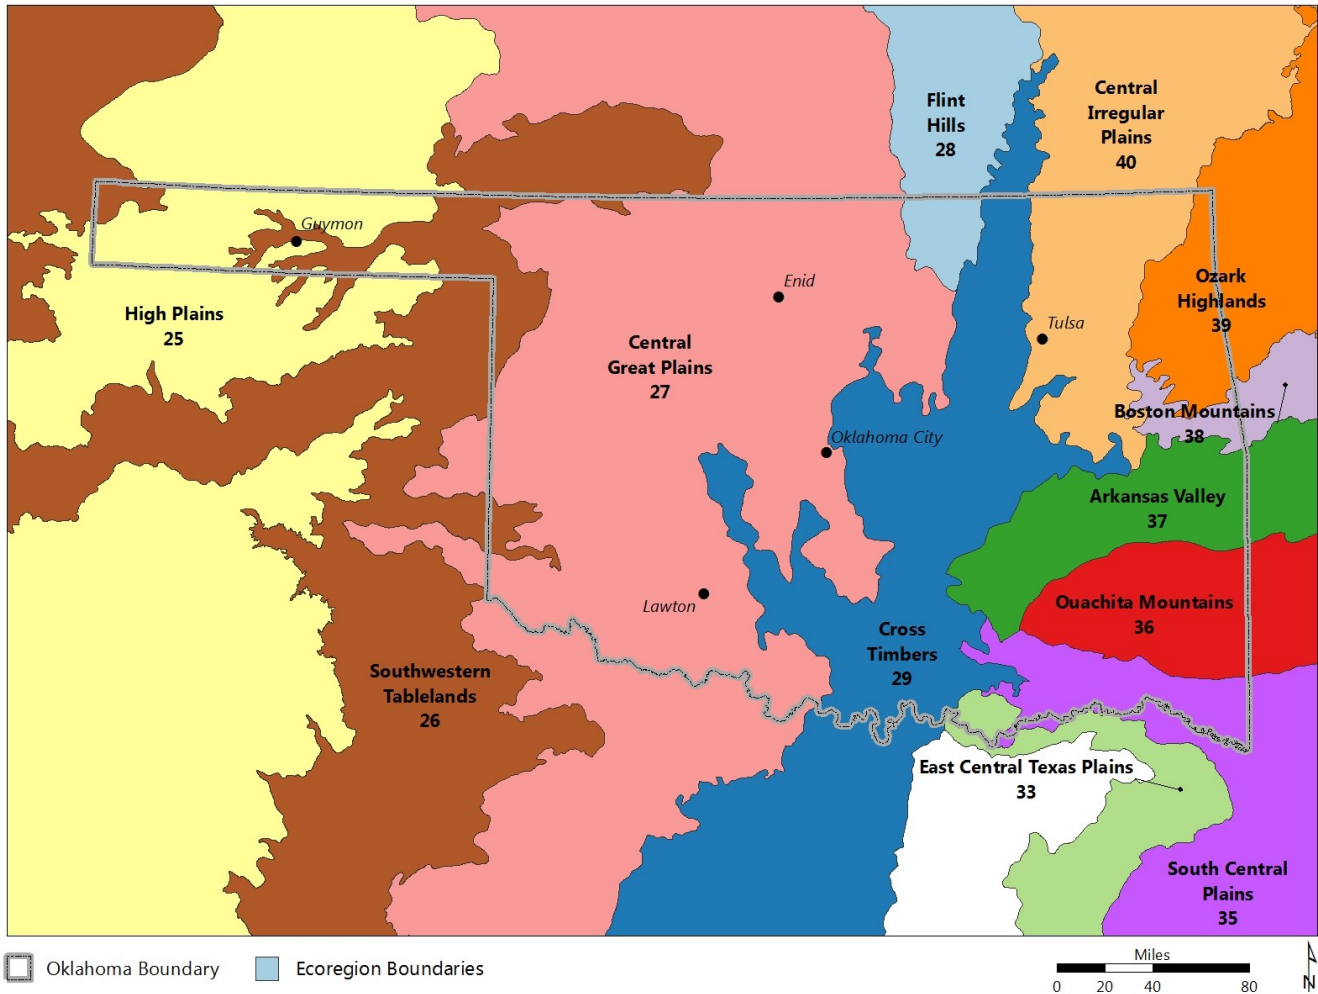 Flint
Hills
28
Central
Irregular
Plains
40
Guymon
Ozark
Highlands
39
Enid
High Plains
25
Tulsa
Central
Great Plains
27
Boston Mountains
38
Oklahoma City
Arkansas Valley
37
Lawton
Ouachita Mountains
36
Cross
Timbers
29
Southwestern
Tablelands
26
East Central Texas Plains
33
South Central
Plains
35
Oklahoma Boundary
Ecoregion Boundaries
Miles
0 20 40 80
N